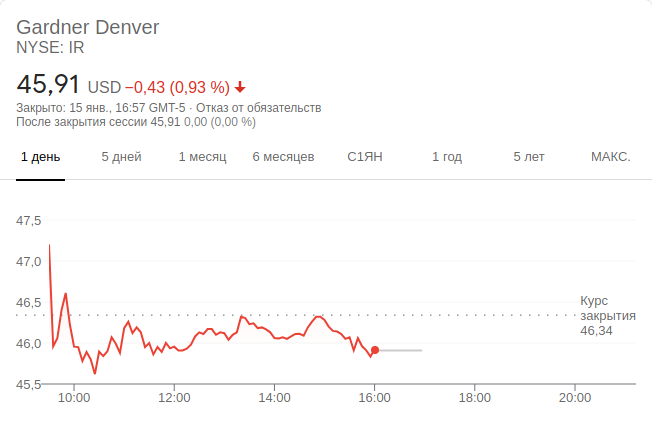 Gardner Denver
NYSE: IR
45,91 USD −0,43 (0,93 %)
Закрыто: 15 янв., 16:57 GMT-5 · Отказ от обязательств
После закрытия сессии 45,91 0,00 (0,00 %)
1 день 5 дней 1 месяц 6 месяцев С1ЯН 1 год 5 лет МАКС.
47,5
47,0
46,5
46,0
45,5
Курс
закрытия
46,34
10:00 12:00 14:00 16:00 18:00 20:00